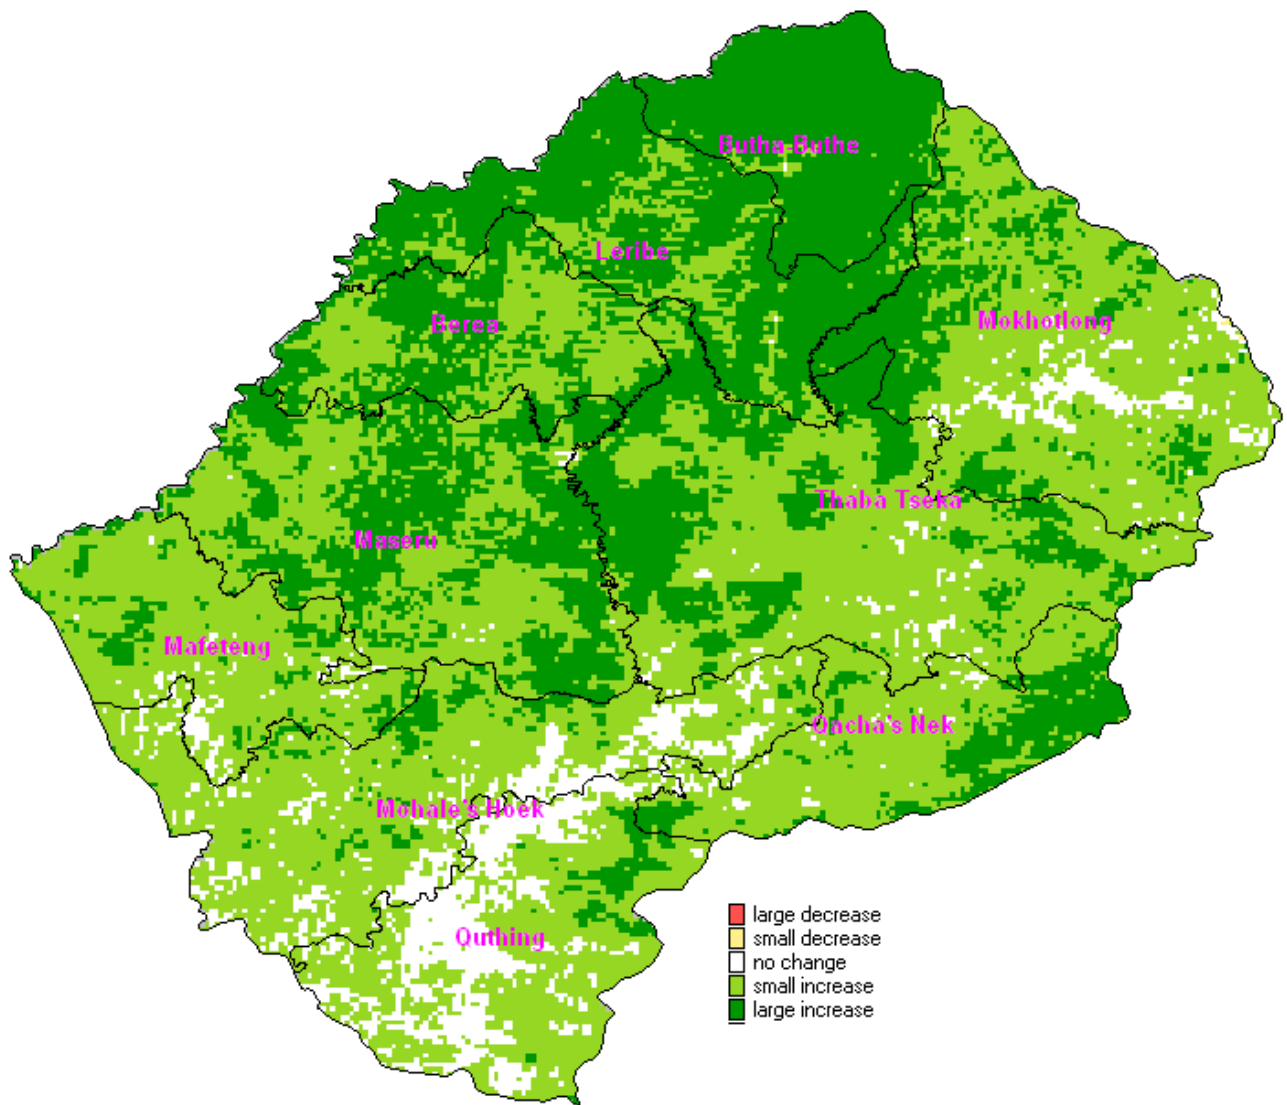 Butha-Buthe
Leribe
Berea
Mokhotlong
Thaba Tseka
Maseru
Mafeteng
Qacha's Nek
Mohale's Hoek
Quthing
large decrease
small decrease
no change
small increase
large increase